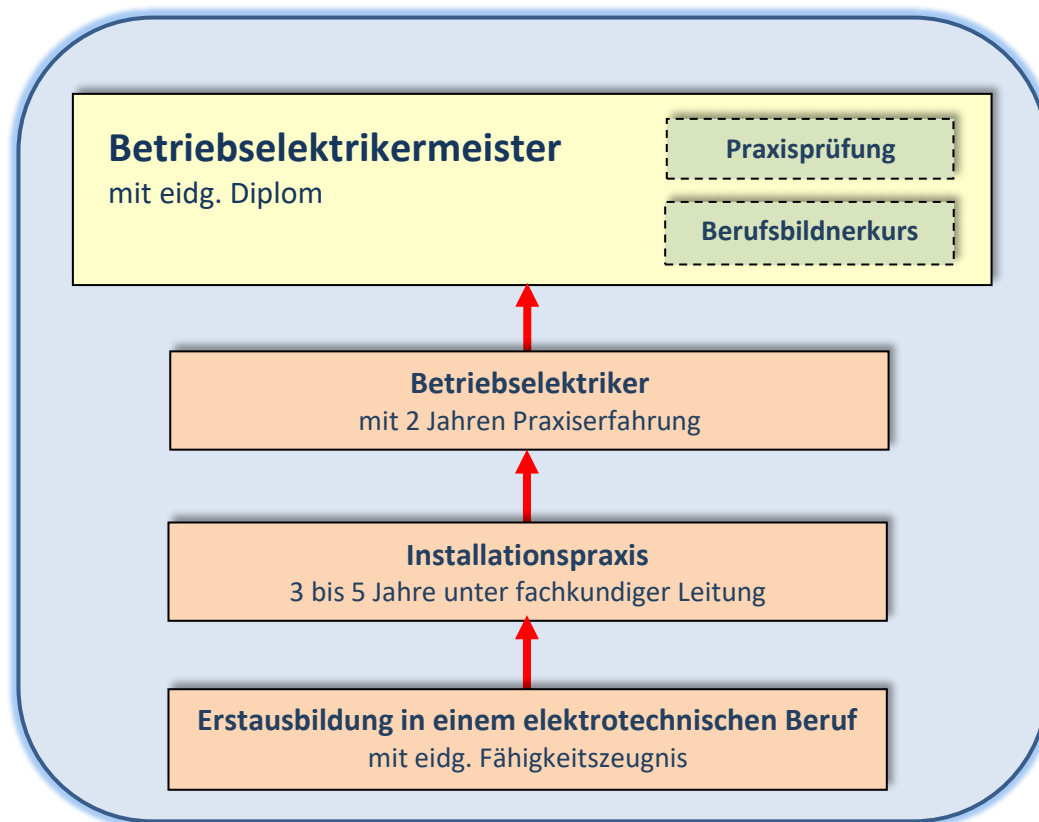 Betriebselektrikermeister
mit eidg. Diplom
Praxisprüfung
Berufsbildnerkurs
Betriebselektriker
mit 2 Jahren Praxiserfahrung
Installationspraxis
3 bis 5 Jahre unter fachkundiger Leitung
Erstausbildung in einem elektrotechnischen Beruf
mit eidg. Fähigkeitszeugnis